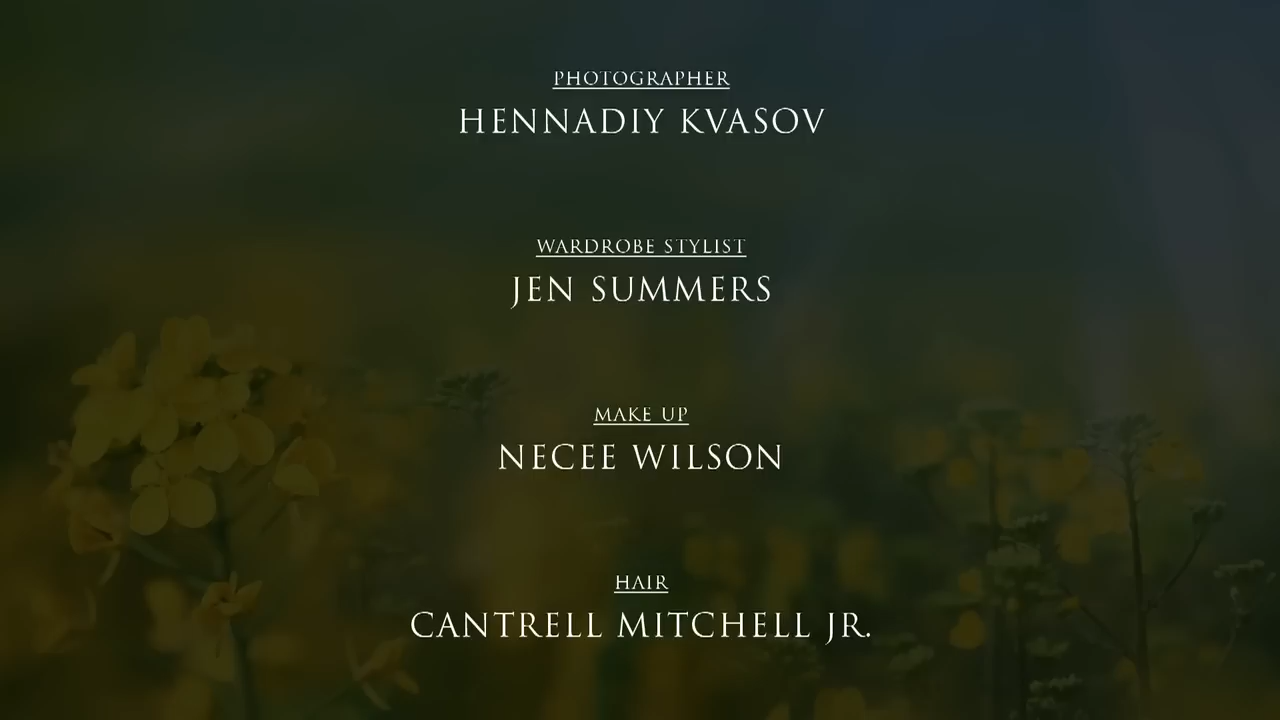 PHOTOGRAPHER
HENNADIY KVASOV
WARDROBE STYLIST
JEN SUMMERS
MAKE UP
NECEE WILSON
HAIR
CANTRELL MITCHELL JR.